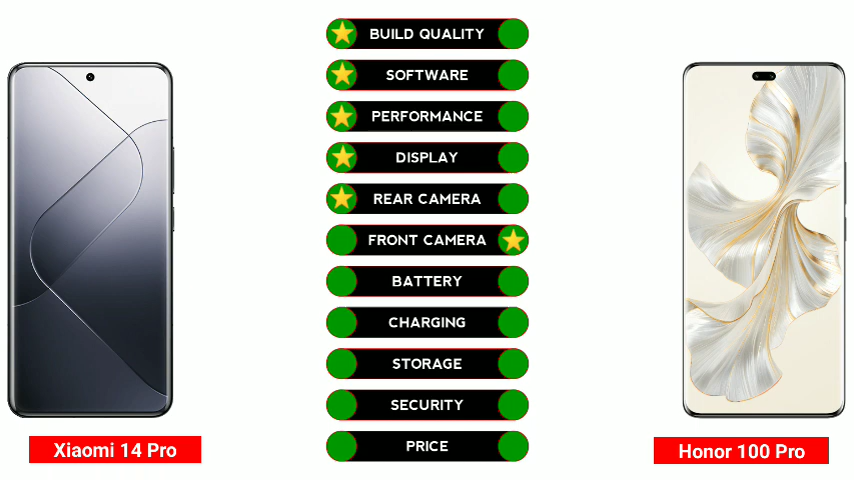 BUILD QUALITY
SOFTWARE
PERFORMANCE
DISPLAY
REAR CAMERA
FRONT CAMERA
BATTERY
CHARGING
STORAGE
SECURITY
PRICE
Xiaomi 14 Pro
Honor 100 Pro